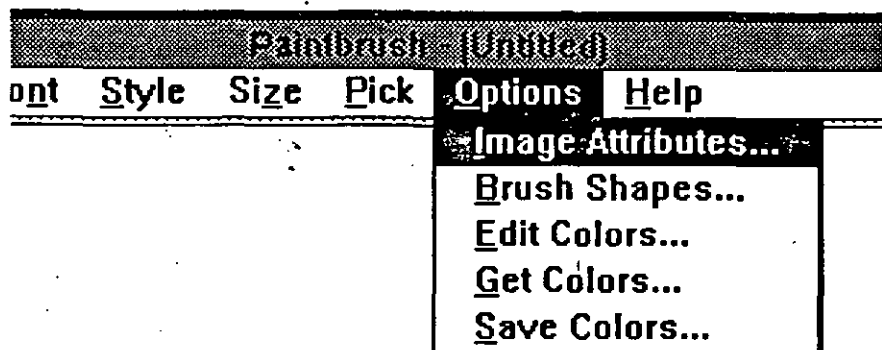 Paintbrush - (Untitled)
ont Style Size Pick Options Help
Image Attributes...
Brush Shapes...
Edit Colors...
Get Colors...
Save Colors...